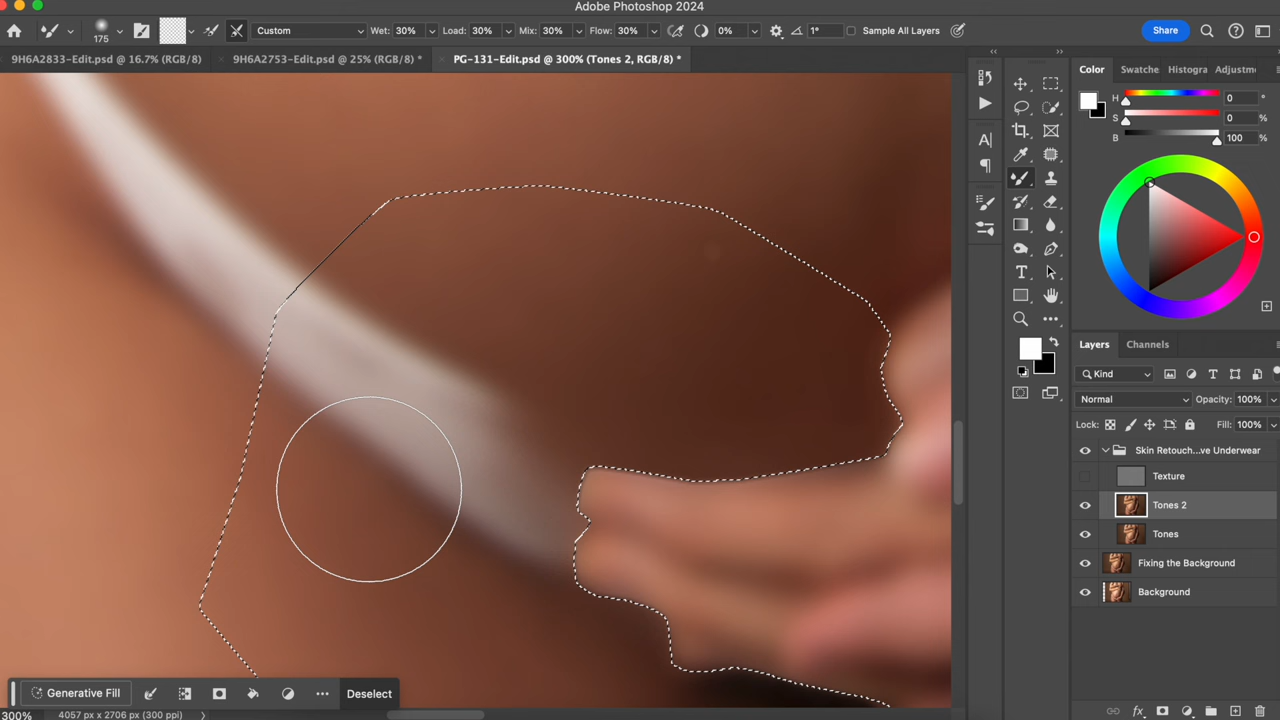 Adobe Photoshop 2024
175 Custom Wet: 30% Load: 30% Mix: 30% Flow: 30% 0% 1° Sample All Layers Share
9H6A2833-Edit.psd @ 16.7% (RGB/8) 9H6A2753-Edit.psd @ 25% (RGB/8) * PG-131-Edit.psd @ 300% (Tones 2, RGB/8) *
Color Swatche Histogra Adjustm
H 0 °
S 0 %
B 100 %
Layers Channels
Kind
Normal Opacity: 100%
Lock: Fill: 100%
Skin Retouch...ve Underwear
Texture
Tones 2
Tones
Fixing the Background
Background
Generative Fill Deselect
300% 4057 px x 2706 px (300 ppi)